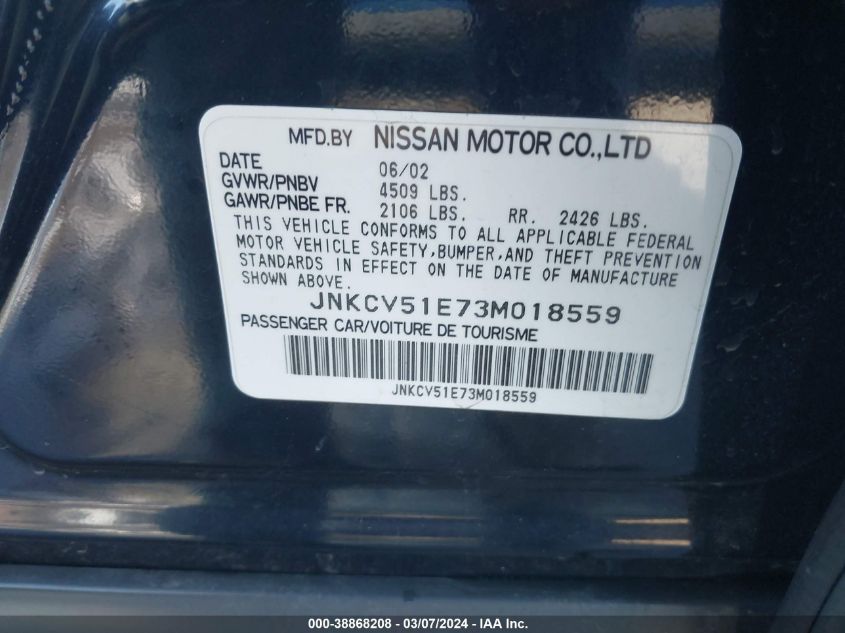 MFD.BY NISSAN MOTOR CO.,LTD
DATE 06/02
GVWR/PNBV 4509 LBS.
GAWR/PNBE FR. 2106 LBS. RR. 2426 LBS.
THIS VEHICLE CONFORMS TO ALL APPLICABLE FEDERAL
MOTOR VEHICLE SAFETY,BUMPER,AND THEFT PREVENTION
STANDARDS IN EFFECT ON THE DATE OF MANUFACTURE
SHOWN ABOVE.
JNKCV51E73M018559
PASSENGER CAR/VOITURE DE TOURISME
JNKCV51E73M018559
000-38868208 - 03/07/2024 - IAA Inc.